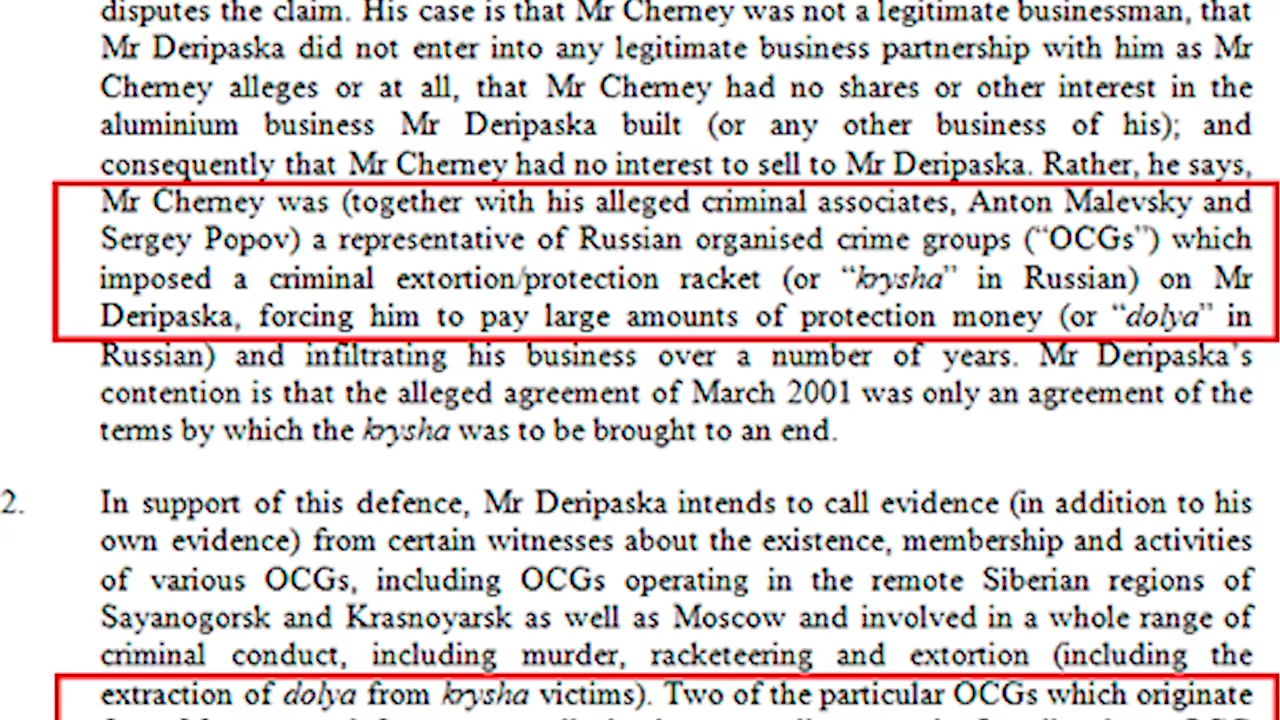 disputes the claim. His case is that Mr Cherney was not a legitimate businessman, that
Mr Deripaska did not enter into any legitimate business partnership with him as Mr
Cherney alleges or at all, that Mr Cherney had no shares or other interest in the
aluminium business Mr Deripaska built (or any other business of his); and
consequently that Mr Cherney had no interest to sell to Mr Deripaska. Rather, he says,
Mr Cherney was (together with his alleged criminal associates, Anton Malevsky and
Sergey Popov) a representative of Russian organised crime groups (“OCGs”) which
imposed a criminal extortion/protection racket (or “krysha” in Russian) on Mr
Deripaska, forcing him to pay large amounts of protection money (or “dolya” in
Russian) and infiltrating his business over a number of years. Mr Deripaska’s
contention is that the alleged agreement of March 2001 was only an agreement of the
terms by which the krysha was to be brought to an end.
2. In support of this defence, Mr Deripaska intends to call evidence (in addition to his
own evidence) from certain witnesses about the existence, membership and activities
of various OCGs, including OCGs operating in the remote Siberian regions of
Sayanogorsk and Krasnoyarsk as well as Moscow and involved in a whole range of
criminal conduct, including murder, racketeering and extortion (including the
extraction of dolya from krysha victims). Two of the particular OCGs which originate